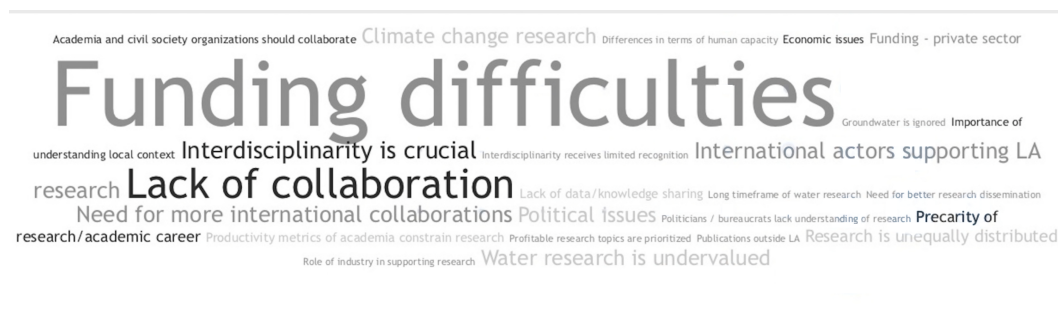 Academia and civil society organizations should collaborate Climate change research Differences in terms of human capacity Economic issues Funding - private sector
Funding difficulties Groundwater is ignored Importance of
understanding local context Interdisciplinarity is crucial Interdisciplinarity receives limited recognition International actors supporting LA
research Lack of collaboration Lack of data/knowledge sharing Long timeframe of water research Need for better research dissemination
Need for more international collaborations Political issues Politicians / bureaucrats lack understanding of research Precarity of
research/academic career Productivity metrics of academia constrain research Profitable research topics are prioritized Publications outside LA Research is unequally distributed
Role of industry in supporting research Water research is undervalued